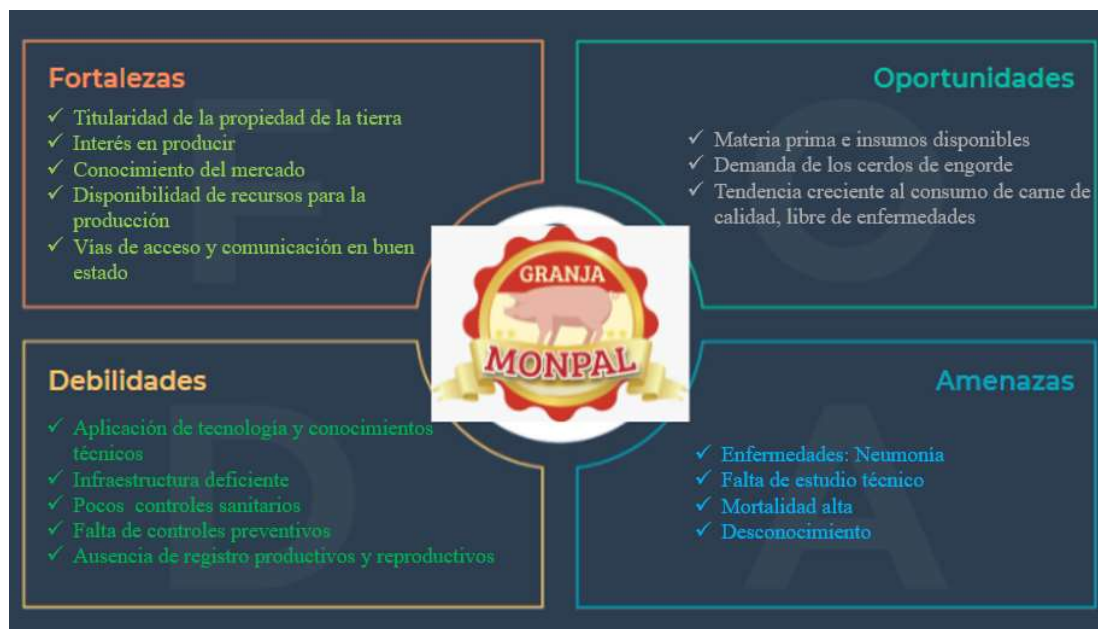 Fortalezas
✓ Titularidad de la propiedad de la tierra
✓ Interés en producir
✓ Conocimiento del mercado
✓ Disponibilidad de recursos para la
producción
✓ Vías de acceso y comunicación en buen
estado
F
Oportunidades
✓ Materia prima e insumos disponibles
✓ Demanda de los cerdos de engorde
✓ Tendencia creciente al consumo de carne de
calidad, libre de enfermedades
O
GRANJA
MONPAL
Debilidades
✓ Aplicación de tecnología y conocimientos
técnicos
✓ Infraestructura deficiente
✓ Pocos controles sanitarios
✓ Falta de controles preventivos
✓ Ausencia de registro productivos y reproductivos
D
Amenazas
✓ Enfermedades: Neumonía
✓ Falta de estudio técnico
✓ Mortalidad alta
✓ Desconocimiento
A